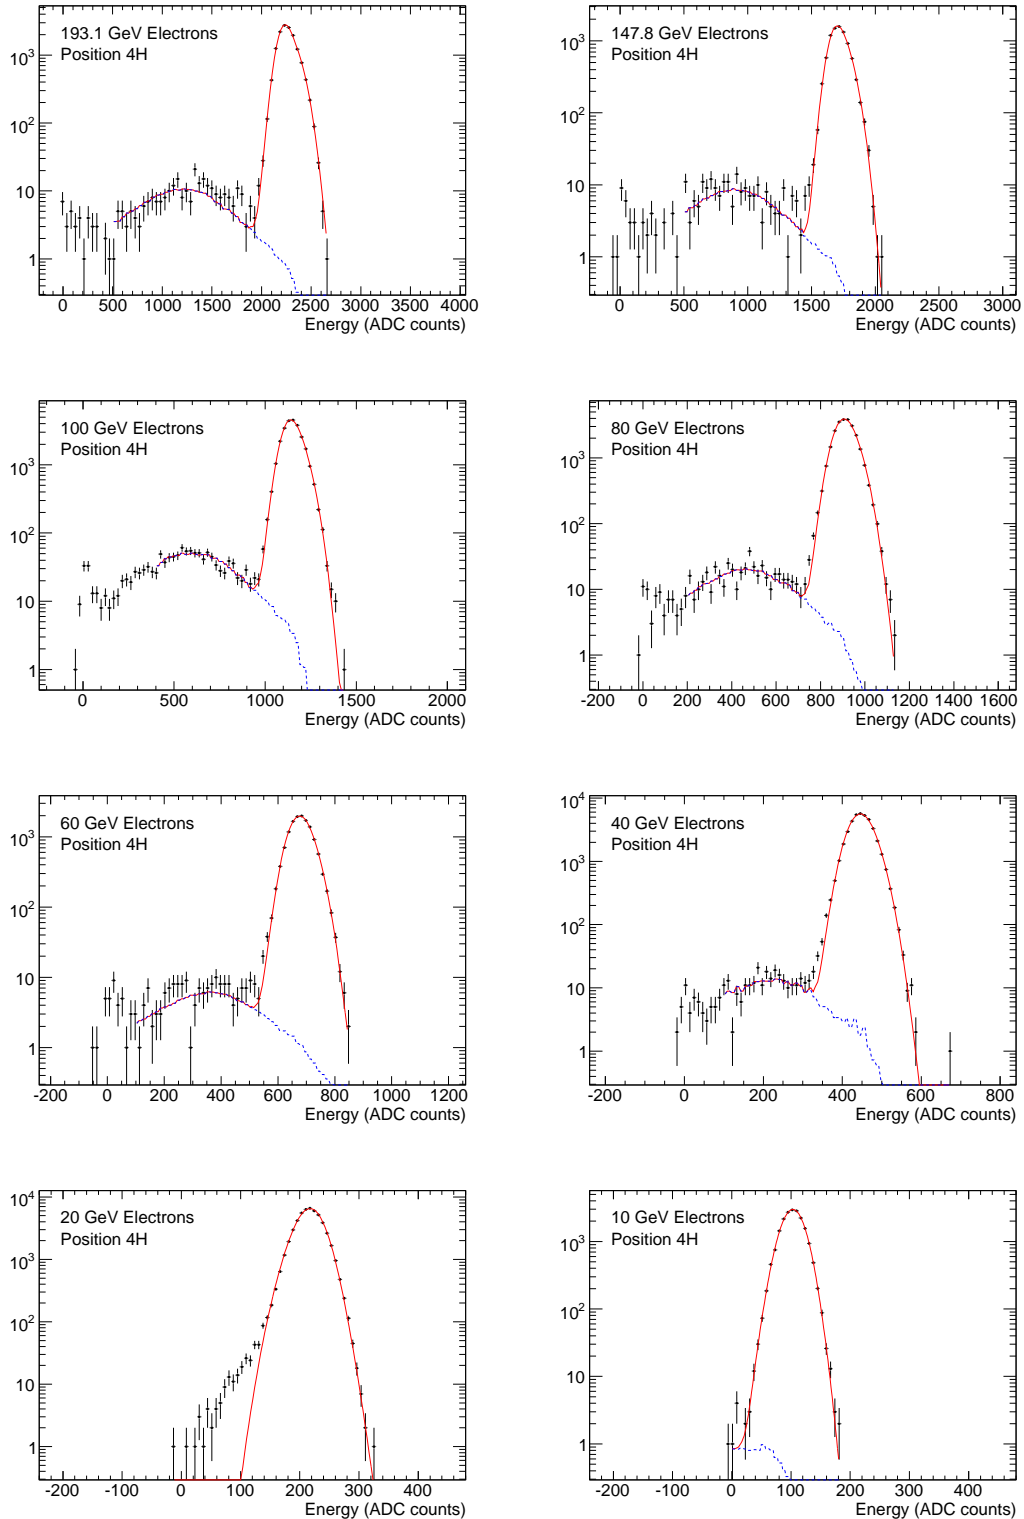 193.1 GeV Electrons
Position 4H
10³
10²
10
1
0 500 1000 1500 2000 2500 3000 3500 4000
Energy (ADC counts)
147.8 GeV Electrons
Position 4H
10³
10²
10
1
0 500 1000 1500 2000 2500 3000
Energy (ADC counts)
100 GeV Electrons
Position 4H
10³
10²
10
1
0 500 1000 1500 2000
Energy (ADC counts)
80 GeV Electrons
Position 4H
10³
10²
10
1
-200 0 200 400 600 800 1000 1200 1400 1600
Energy (ADC counts)
60 GeV Electrons
Position 4H
10³
10²
10
1
-200 0 200 400 600 800 1000 1200
Energy (ADC counts)
40 GeV Electrons
Position 4H
10⁴
10³
10²
10
1
-200 0 200 400 600 800
Energy (ADC counts)
20 GeV Electrons
Position 4H
10⁴
10³
10²
10
1
-200 -100 0 100 200 300 400
Energy (ADC counts)
10 GeV Electrons
Position 4H
10³
10²
10
1
-200 -100 0 100 200 300 400
Energy (ADC counts)